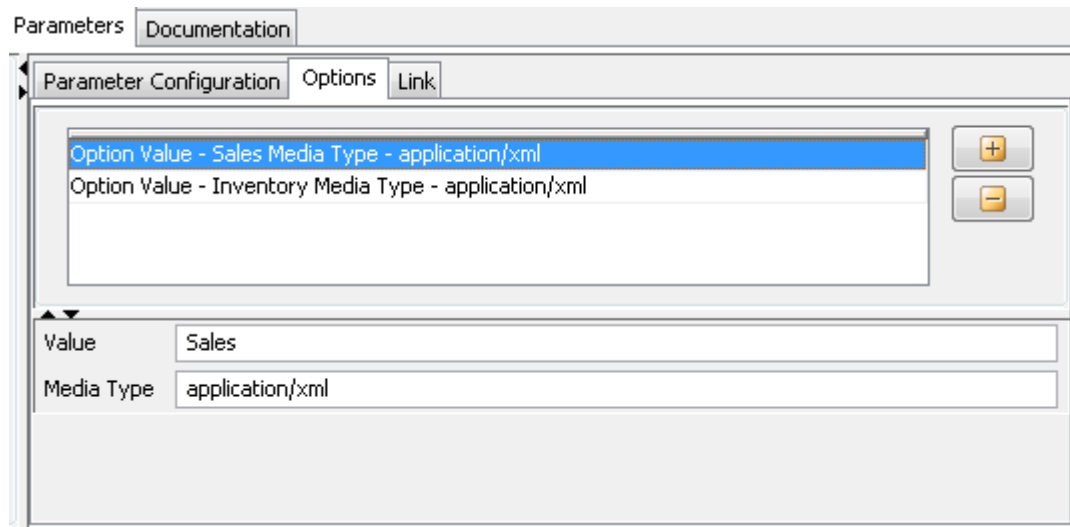 Parameters Documentation
Parameter Configuration Options Link
Option Value - Sales Media Type - application/xml
Option Value - Inventory Media Type - application/xml
Value Sales
Media Type application/xml